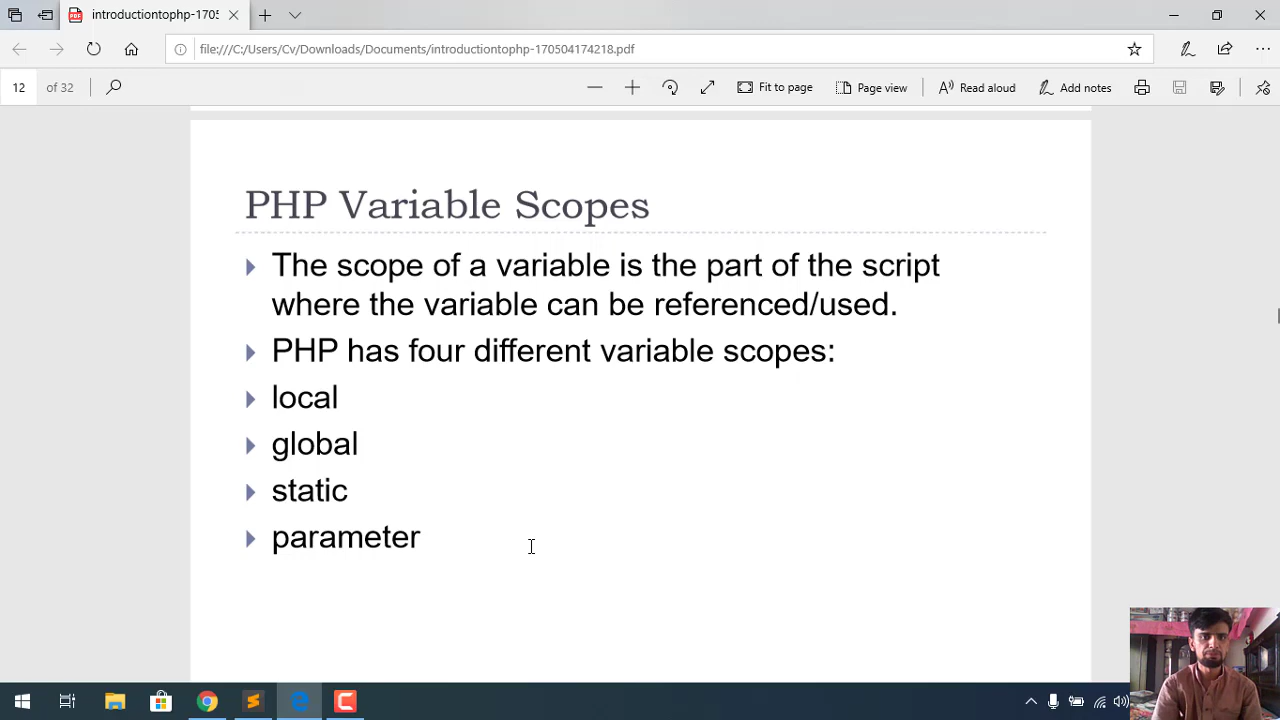 introductiontophp-1705
file:///C:/Users/Cv/Downloads/Documents/introductiontophp-170504174218.pdf
12 of 32 Fit to page Page view Read aloud Add notes
PHP Variable Scopes
The scope of a variable is the part of the script
where the variable can be referenced/used.
PHP has four different variable scopes:
local
global
static
parameter